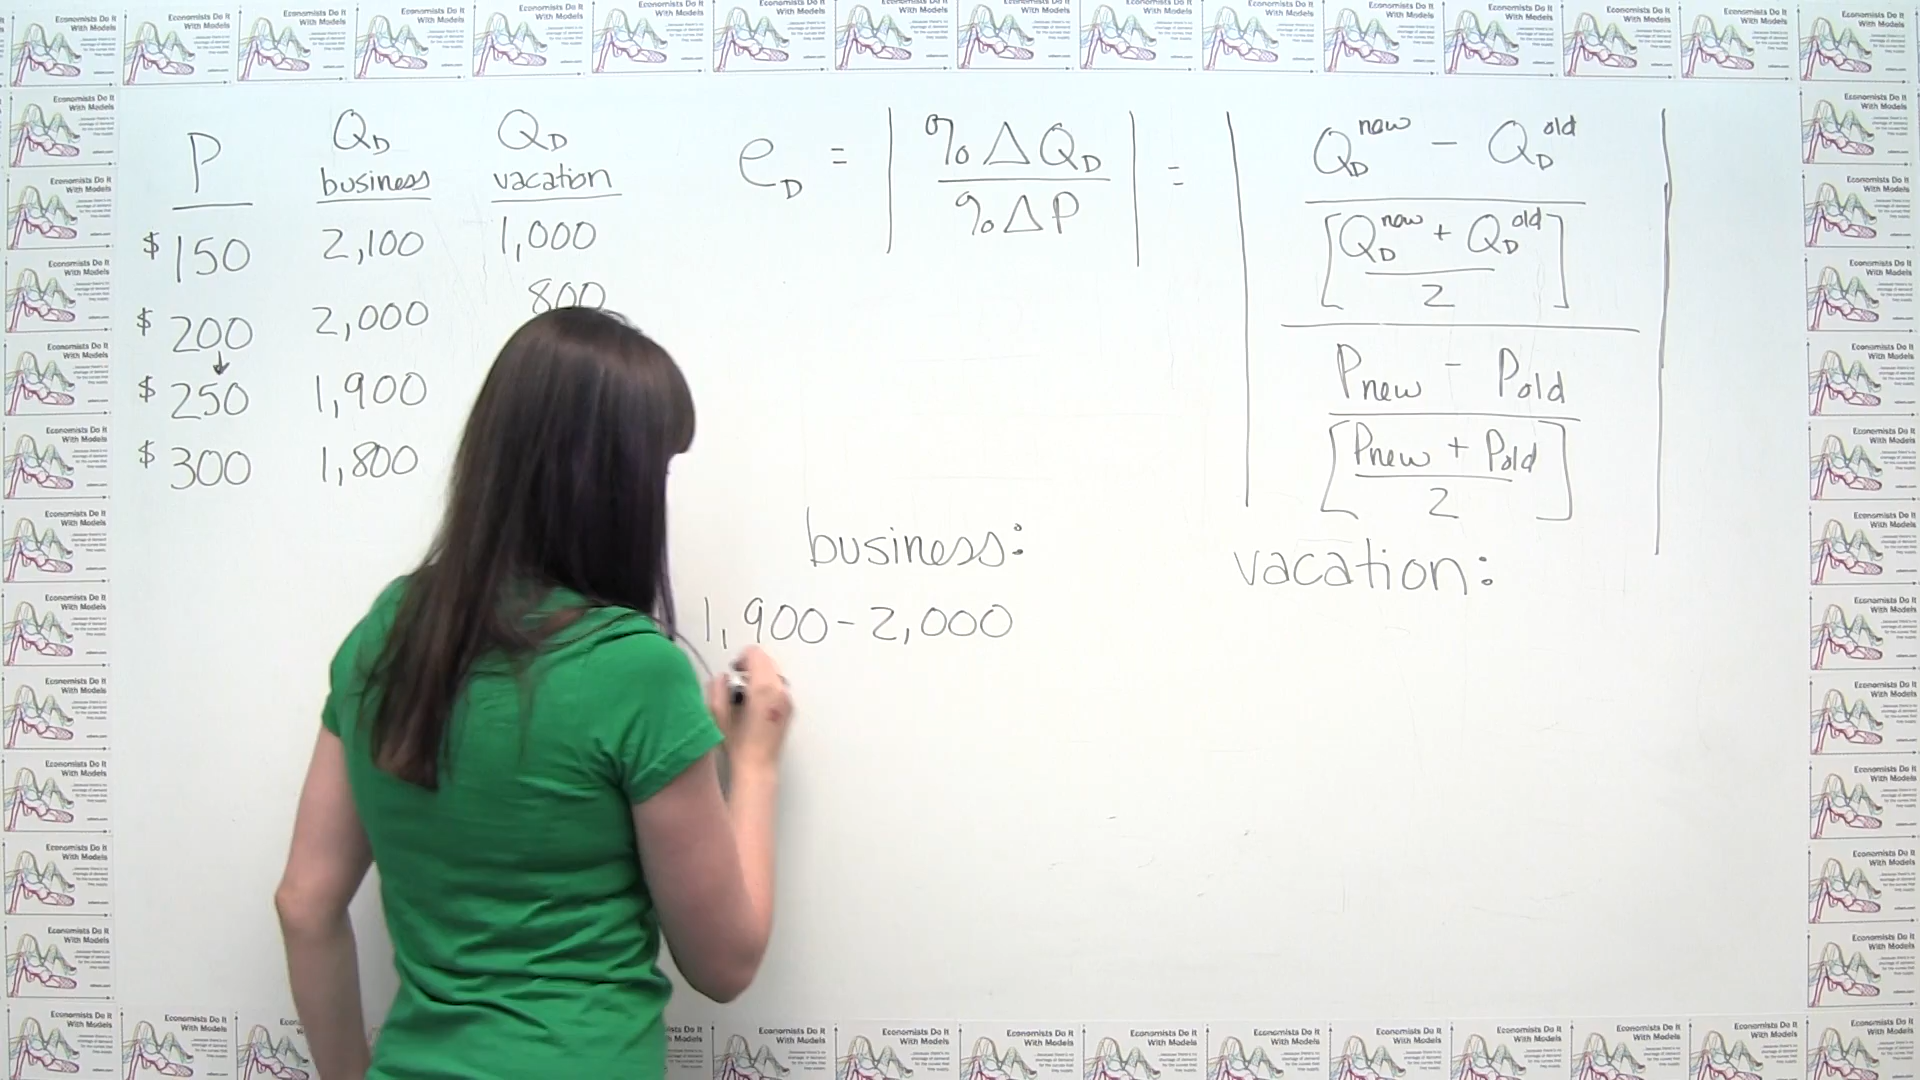 Economists Do It
With Models
P
Q_D business
Q_D vacation
$150 2,100 1,000
$200 2,000 800
↓
$250 1,900
$300 1,800
e_D = | %ΔQ_D / %ΔP | = |
Q_D^new − Q_D^old
[Q_D^new + Q_D^old
2]
P_new − P_old
[P_new + P_old
2]
|
business:
vacation:
1,900 − 2,000